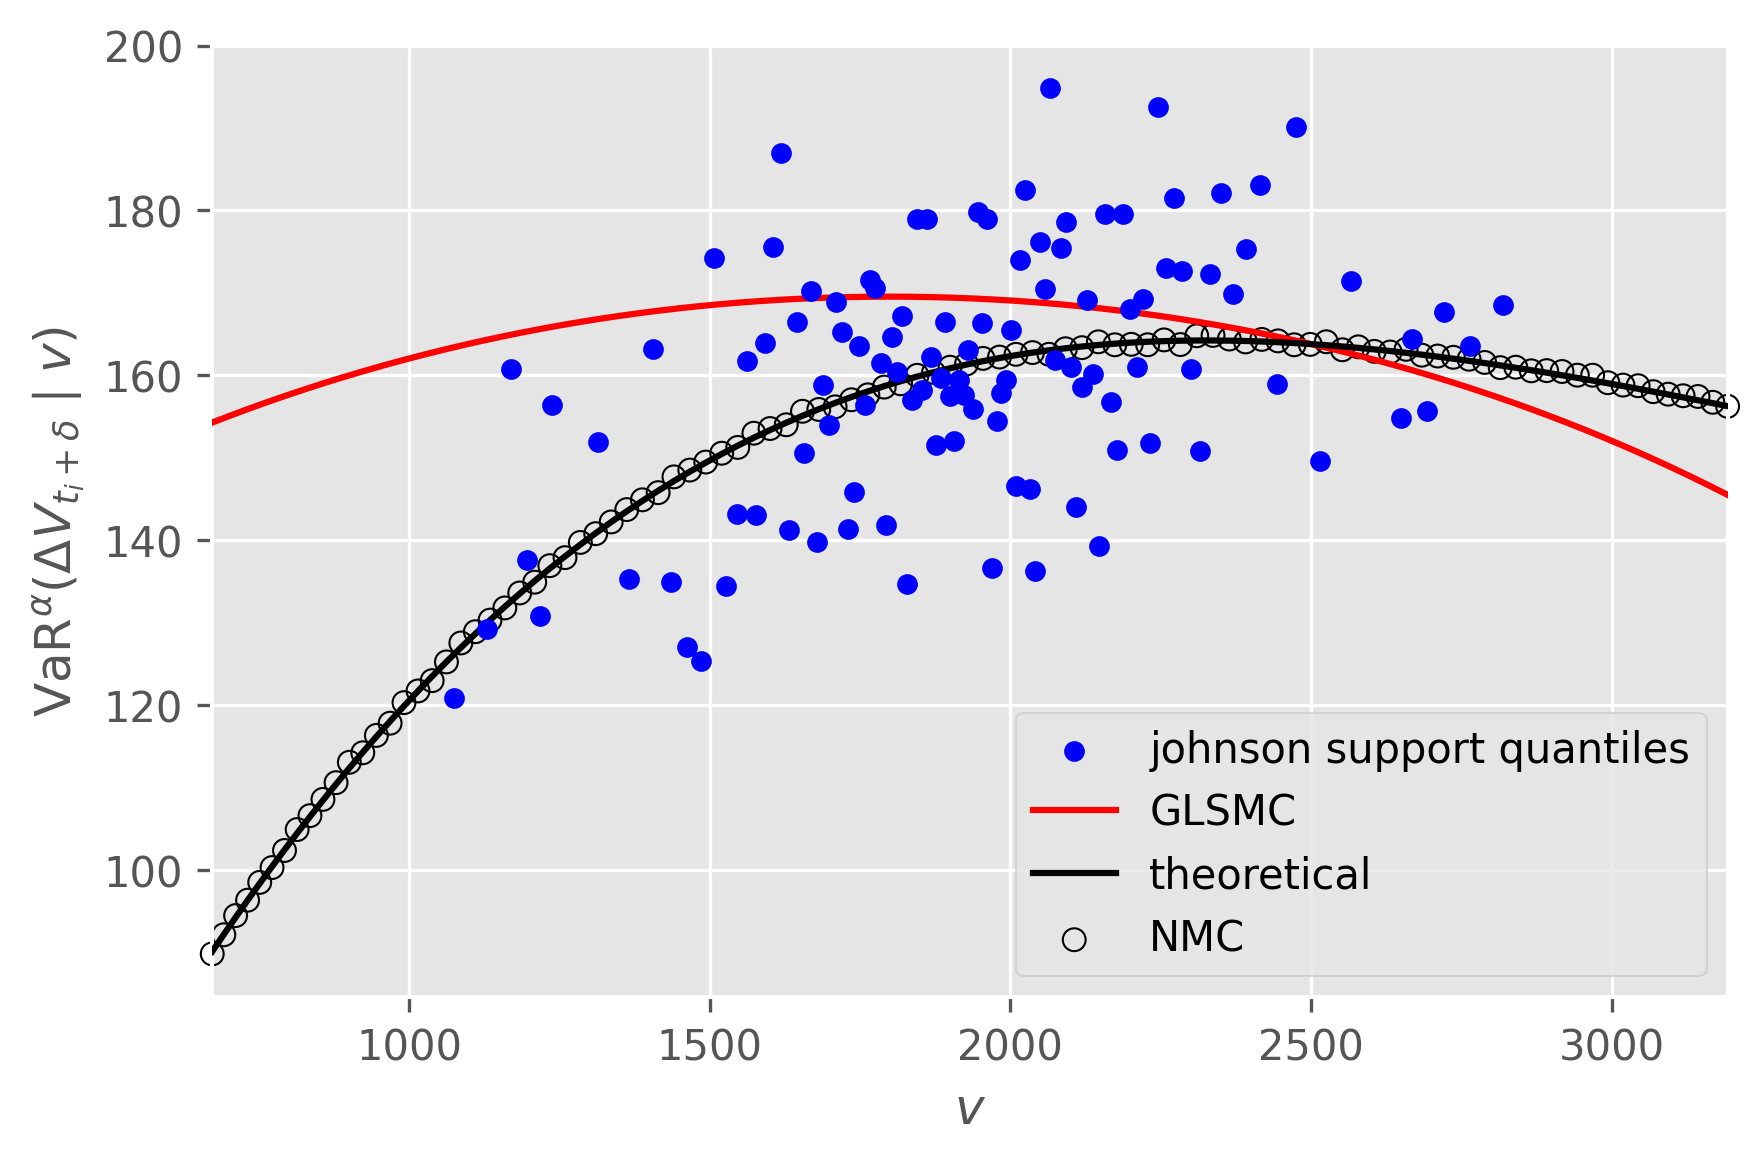 200
180
160
140
120
100
VaR^α(ΔV_{t_i+δ} | v)
johnson support quantiles
GLSMC
theoretical
NMC
1000 1500 2000 2500 3000
v